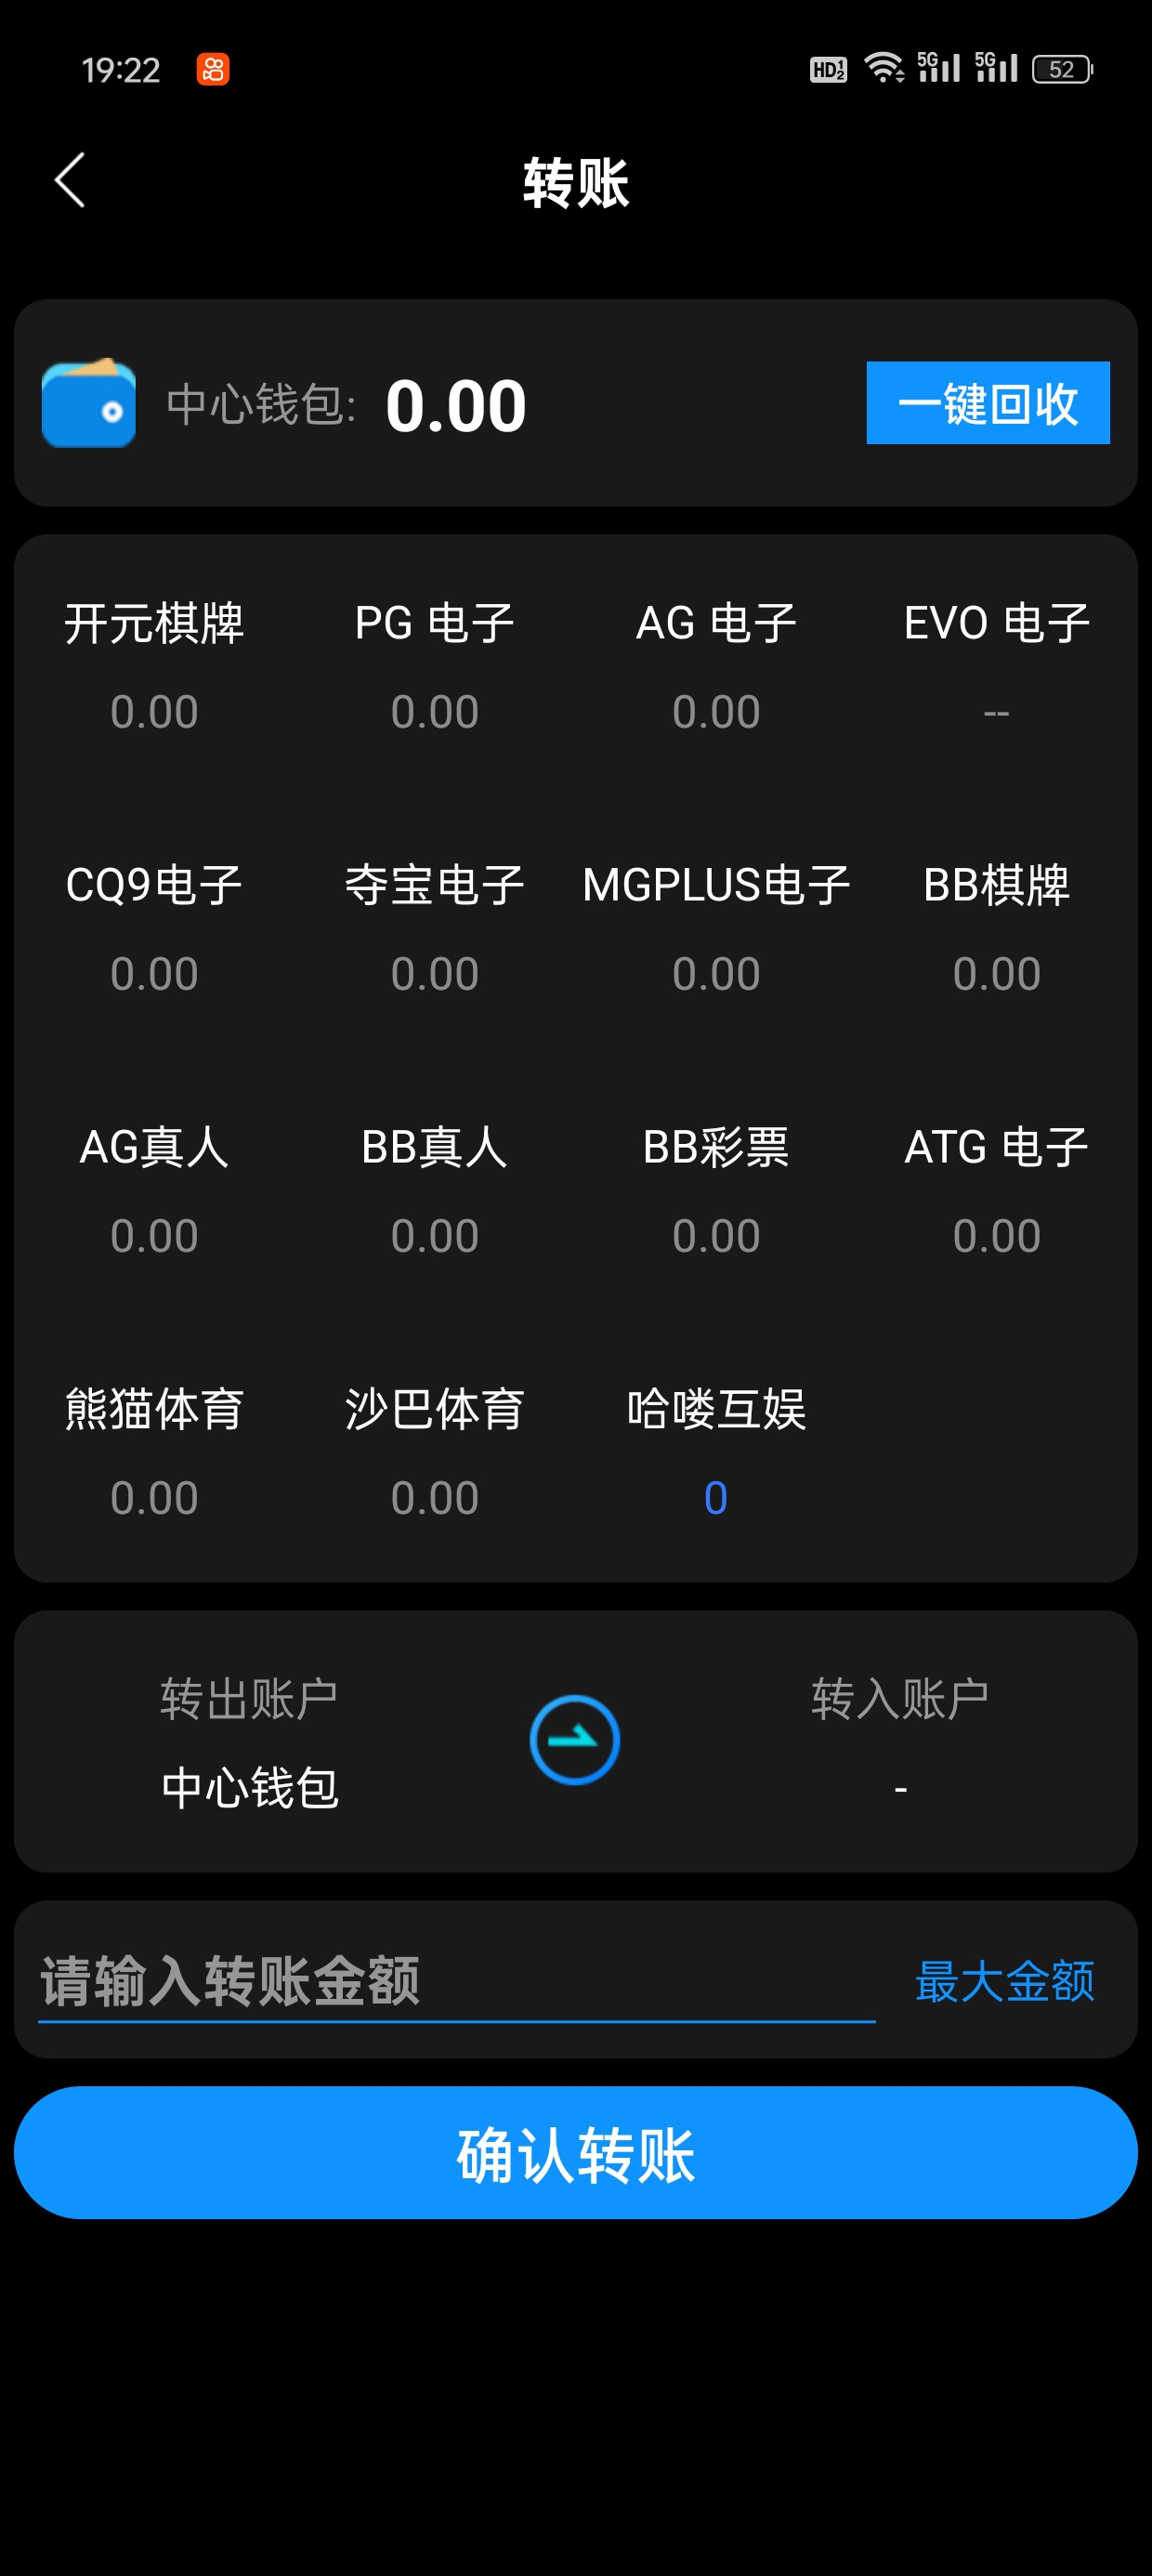 19:22 HD 1 2 5G 5G 52
转账
中心钱包: 0.00 一键回收
开元棋牌 PG 电子 AG 电子 EVO 电子
0.00 0.00 0.00 --
CQ9电子 夺宝电子 MGPLUS电子 BB棋牌
0.00 0.00 0.00 0.00
AG真人 BB真人 BB彩票 ATG 电子
0.00 0.00 0.00 0.00
熊猫体育 沙巴体育 哈喽互娱
0.00 0.00 0
转出账户 转入账户
中心钱包 -
请输入转账金额 最大金额
确认转账